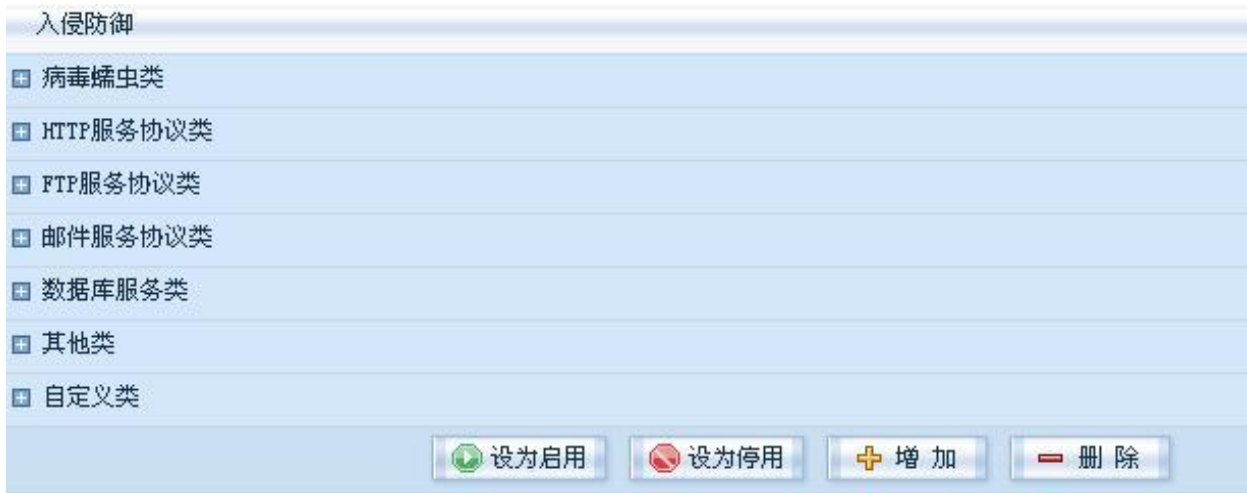 入侵防御
病毒蠕虫类
HTTP服务协议类
FTP服务协议类
邮件服务协议类
数据库服务类
其他类
自定义类
设为启用 设为停用 增 加 删 除